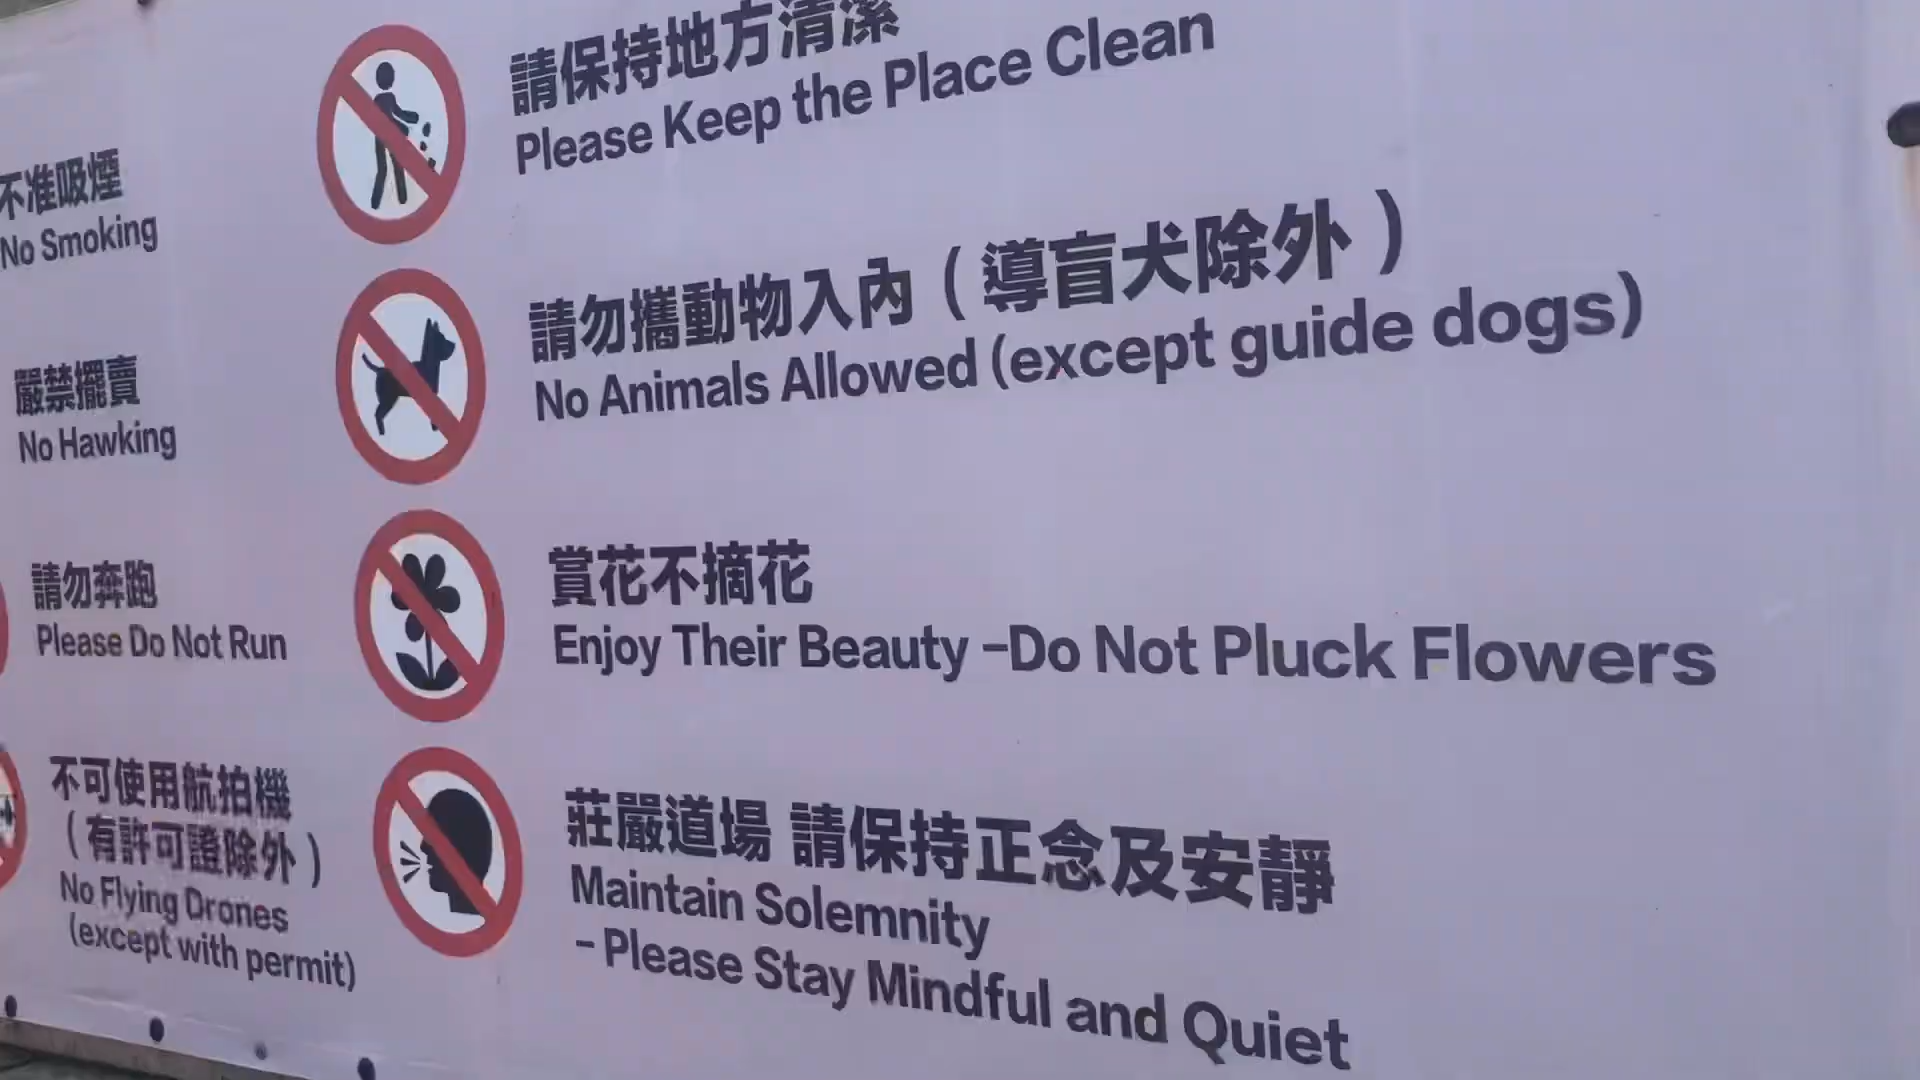 不准吸煙
No Smoking
嚴禁擺賣
No Hawking
請勿奔跑
Please Do Not Run
不可使用航拍機
（有許可證除外）
No Flying Drones
(except with permit)
請保持地方清潔
Please Keep the Place Clean
請勿攜動物入內（導盲犬除外）
No Animals Allowed (except guide dogs)
賞花不摘花
Enjoy Their Beauty -Do Not Pluck Flowers
莊嚴道場 請保持正念及安靜
Maintain Solemnity
- Please Stay Mindful and Quiet